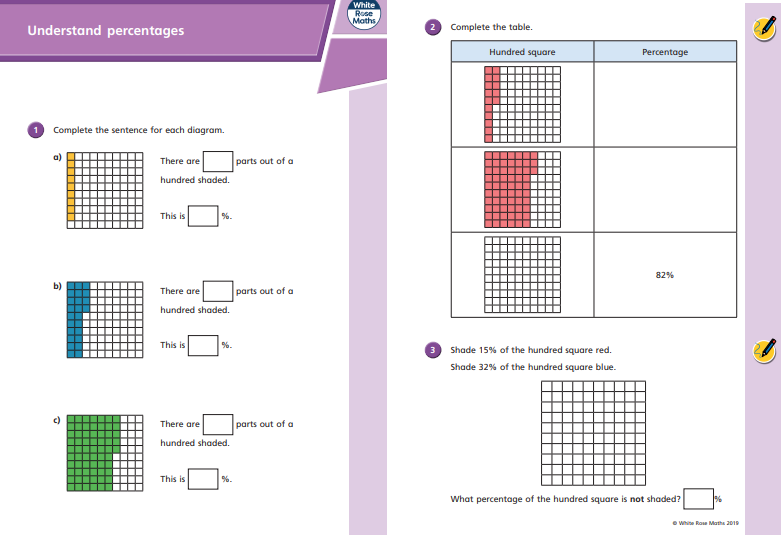 Understand percentages
White
Rose
Maths
1 Complete the sentence for each diagram.
a)
There are parts out of a
hundred shaded.
This is %.
b)
There are parts out of a
hundred shaded.
This is %.
c)
There are parts out of a
hundred shaded.
This is %.
2 Complete the table.
Hundred square Percentage
82%
3 Shade 15% of the hundred square red.
Shade 32% of the hundred square blue.
What percentage of the hundred square is not shaded? %
© White Rose Maths 2019